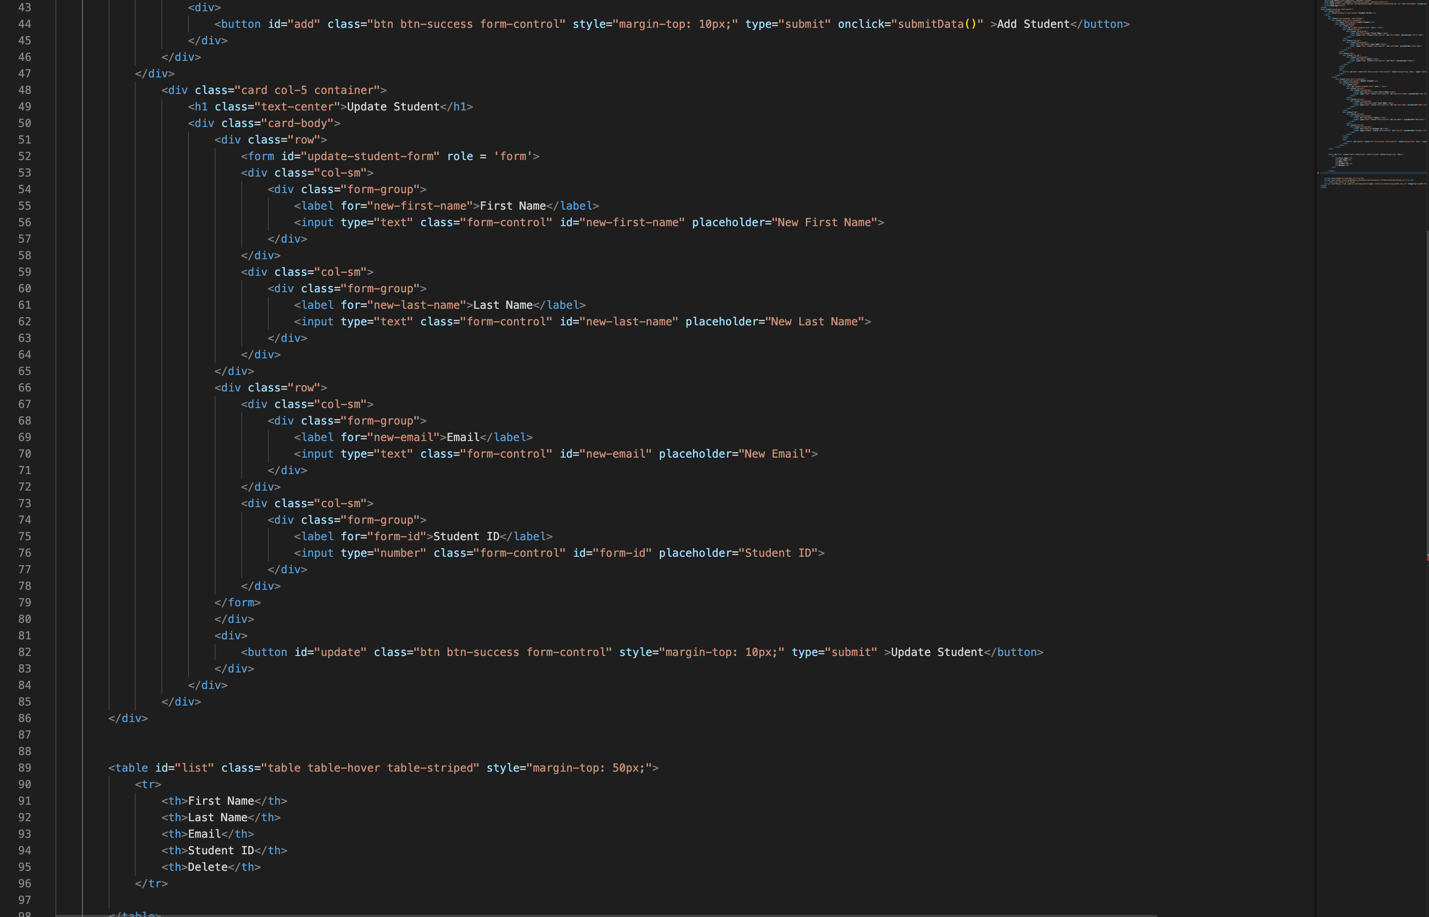 43 <div>
44 <button id="add" class="btn btn-success form-control" style="margin-top: 10px;" type="submit" onclick="submitData()" >Add Student</button>
45 </div>
46 </div>
47 </div>
48 <div class="card col-5 container">
49 <h1 class="text-center">Update Student</h1>
50 <div class="card-body">
51 <div class="row">
52 <form id="update-student-form" role = 'form'>
53 <div class="col-sm">
54 <div class="form-group">
55 <label for="new-first-name">First Name</label>
56 <input type="text" class="form-control" id="new-first-name" placeholder="New First Name">
57 </div>
58 </div>
59 <div class="col-sm">
60 <div class="form-group">
61 <label for="new-last-name">Last Name</label>
62 <input type="text" class="form-control" id="new-last-name" placeholder="New Last Name">
63 </div>
64 </div>
65 </div>
66 <div class="row">
67 <div class="col-sm">
68 <div class="form-group">
69 <label for="new-email">Email</label>
70 <input type="text" class="form-control" id="new-email" placeholder="New Email">
71 </div>
72 </div>
73 <div class="col-sm">
74 <div class="form-group">
75 <label for="form-id">Student ID</label>
76 <input type="number" class="form-control" id="form-id" placeholder="Student ID">
77 </div>
78 </div>
79 </form>
80 </div>
81 <div>
82 <button id="update" class="btn btn-success form-control" style="margin-top: 10px;" type="submit" >Update Student</button>
83 </div>
84 </div>
85 </div>
86 </div>
87
88
89 <table id="list" class="table table-hover table-striped" style="margin-top: 50px;">
90 <tr>
91 <th>First Name</th>
92 <th>Last Name</th>
93 <th>Email</th>
94 <th>Student ID</th>
95 <th>Delete</th>
96 </tr>
97
98 </table>